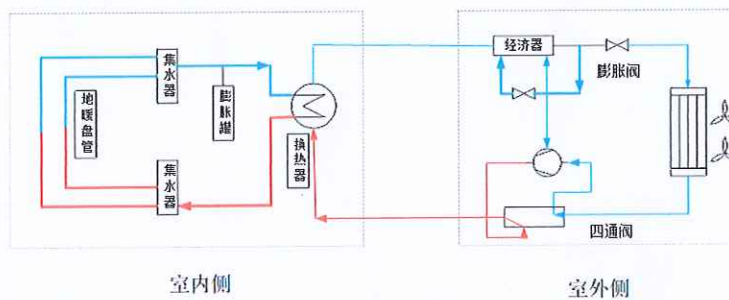 集水器
地暖盘管
膨胀罐
集水器
换热器
经济器
膨胀阀
四通阀
室内侧
室外侧